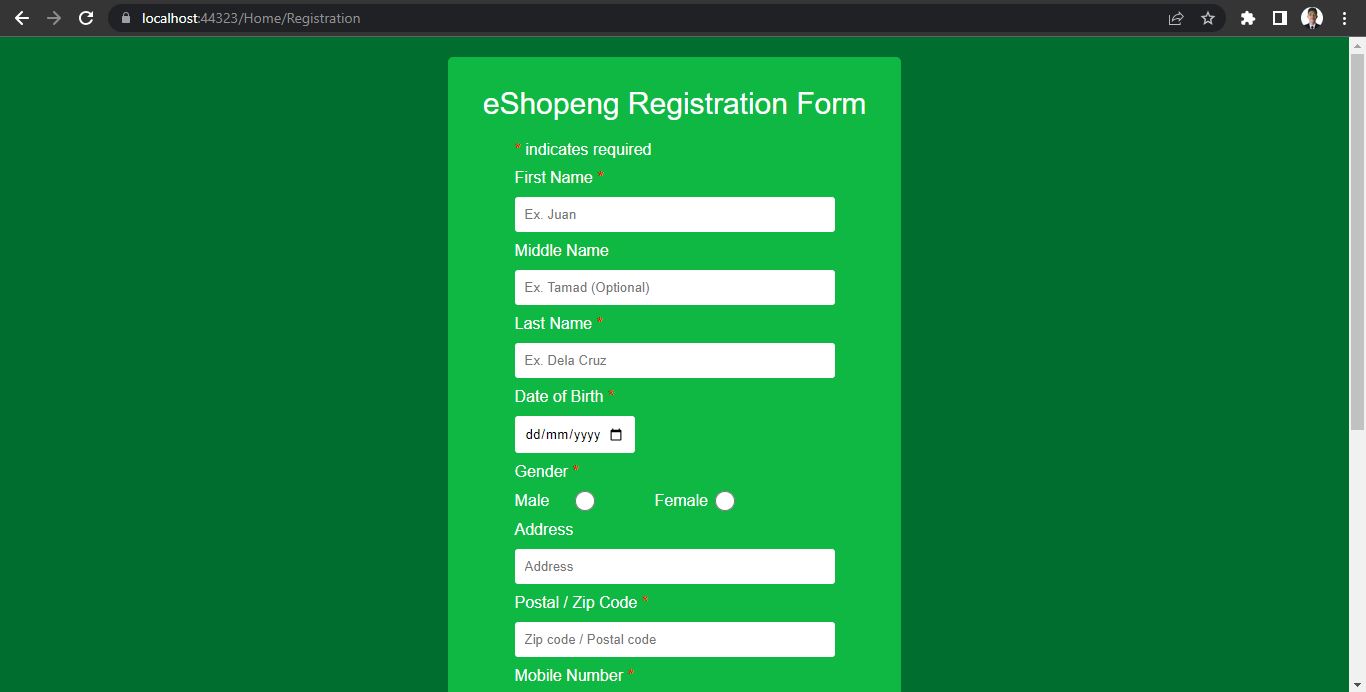 localhost:44323/Home/Registration
eShopeng Registration Form
* indicates required
First Name *
Ex. Juan
Middle Name
Ex. Tamad (Optional)
Last Name *
Ex. Dela Cruz
Date of Birth *
dd/mm/yyyy
Gender *
Male Female
Address
Address
Postal / Zip Code *
Zip code / Postal code
Mobile Number *